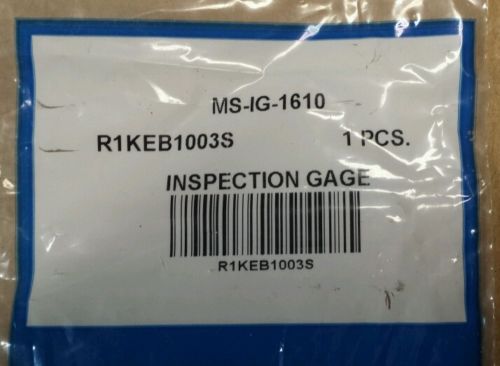 MS-IG-1610
R1KEB1003S 1 PCS.
INSPECTION GAGE
R1KEB1003S